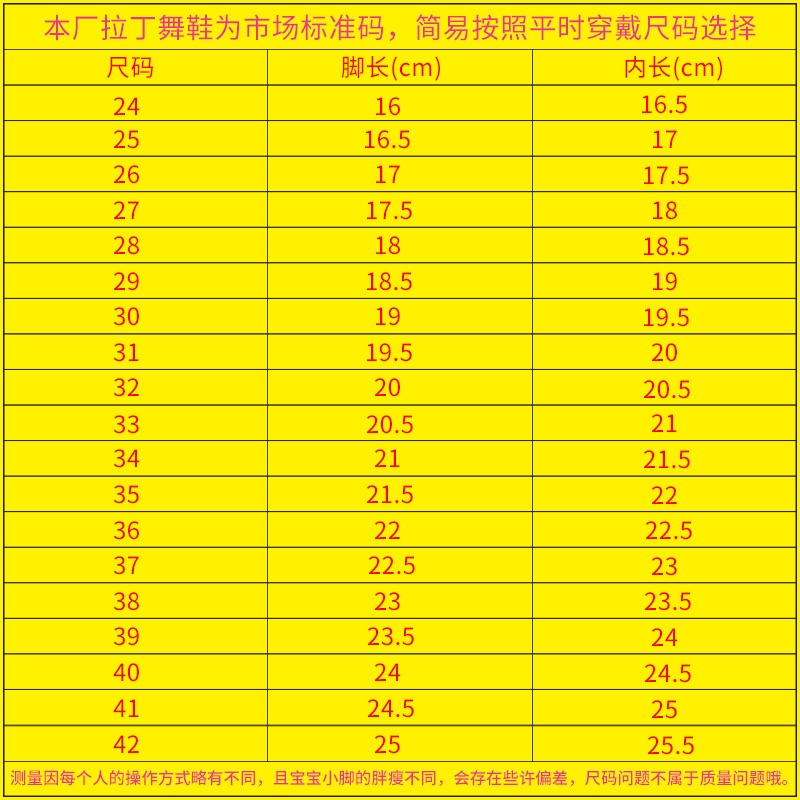 本厂拉丁舞鞋为市场标准码，简易按照平时穿戴尺码选择
尺码 脚长(cm) 内长(cm)
24 16 16.5
25 16.5 17
26 17 17.5
27 17.5 18
28 18 18.5
29 18.5 19
30 19 19.5
31 19.5 20
32 20 20.5
33 20.5 21
34 21 21.5
35 21.5 22
36 22 22.5
37 22.5 23
38 23 23.5
39 23.5 24
40 24 24.5
41 24.5 25
42 25 25.5
测量因每个人的操作方式略有不同，且宝宝小脚的胖瘦不同，会存在些许偏差，尺码问题不属于质量问题哦。